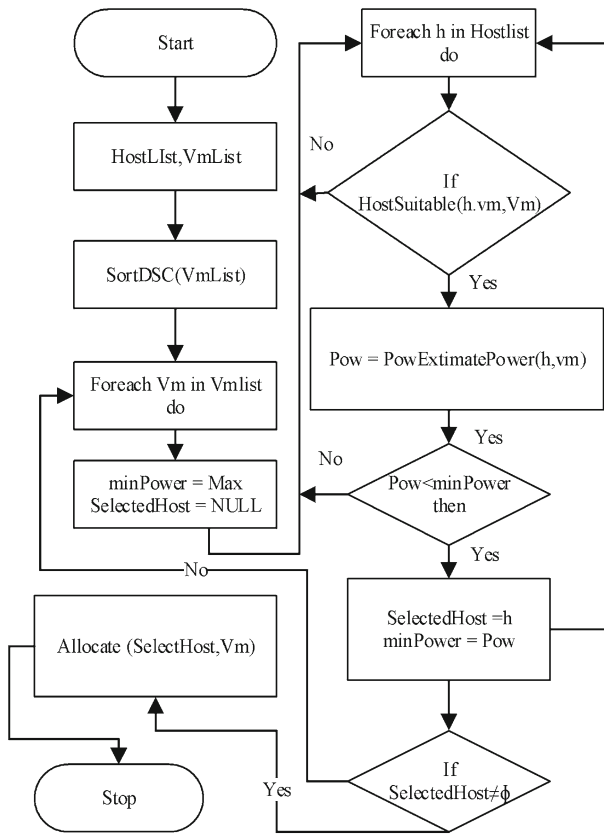 Start
HostLIst,VmList
SortDSC(VmList)
Foreach Vm in Vmlist
do
minPower = Max
SelectedHost = NULL
Foreach h in Hostlist
do
No
If
HostSuitable(h.vm,Vm)
Yes
Pow = PowExtimatePower(h,vm)
Yes
No
Pow<minPower
then
Yes
SelectedHost =h
minPower = Pow
No
If
SelectedHost≠ϕ
Yes
Allocate (SelectHost,Vm)
Stop